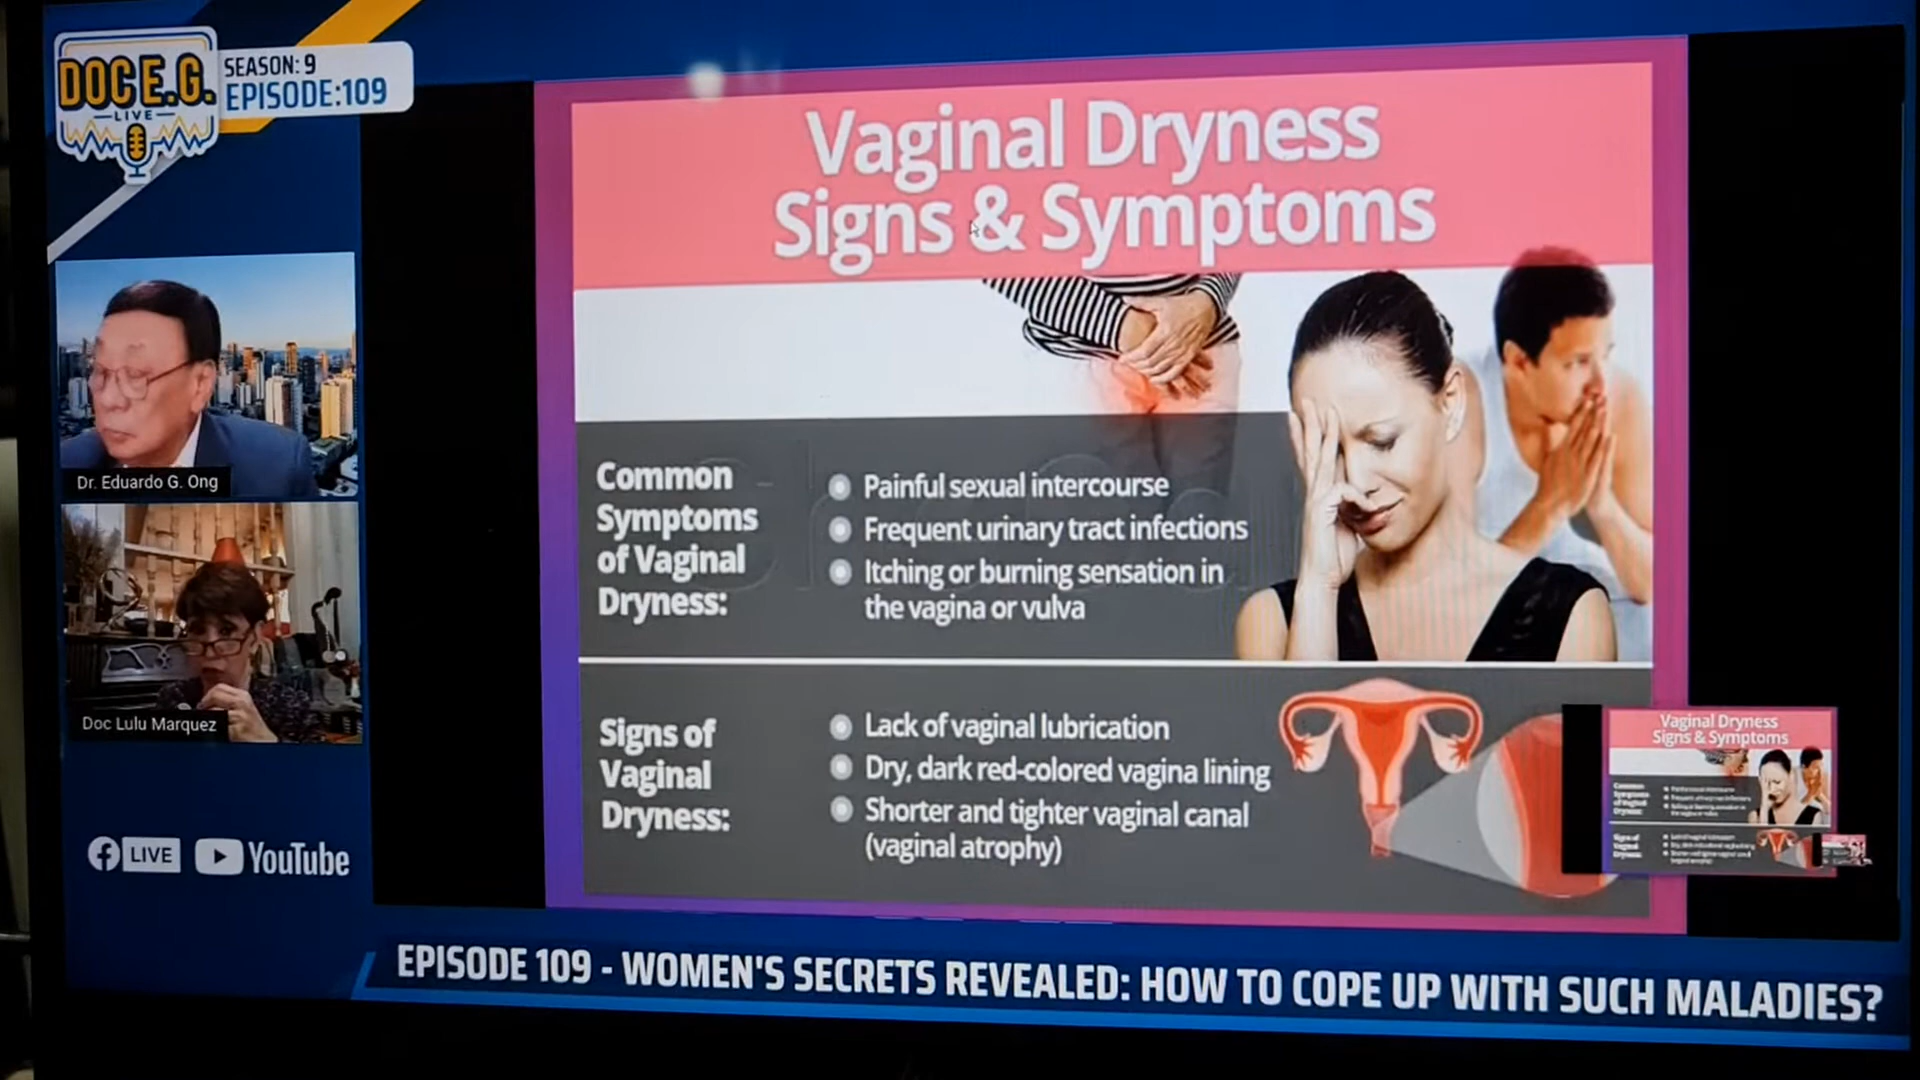 DOC E.G.
LIVE
SEASON: 9
EPISODE:109
Vaginal Dryness
Signs & Symptoms
Common
Symptoms
of Vaginal
Dryness:
Painful sexual intercourse
Frequent urinary tract infections
Itching or burning sensation in
the vagina or vulva
Signs of
Vaginal
Dryness:
Lack of vaginal lubrication
Dry, dark red-colored vagina lining
Shorter and tighter vaginal canal
(vaginal atrophy)
Dr. Eduardo G. Ong
Doc Lulu Marquez
LIVE
YouTube
Vaginal Dryness
Signs & Symptoms
EPISODE 109 - WOMEN'S SECRETS REVEALED: HOW TO COPE UP WITH SUCH MALADIES?